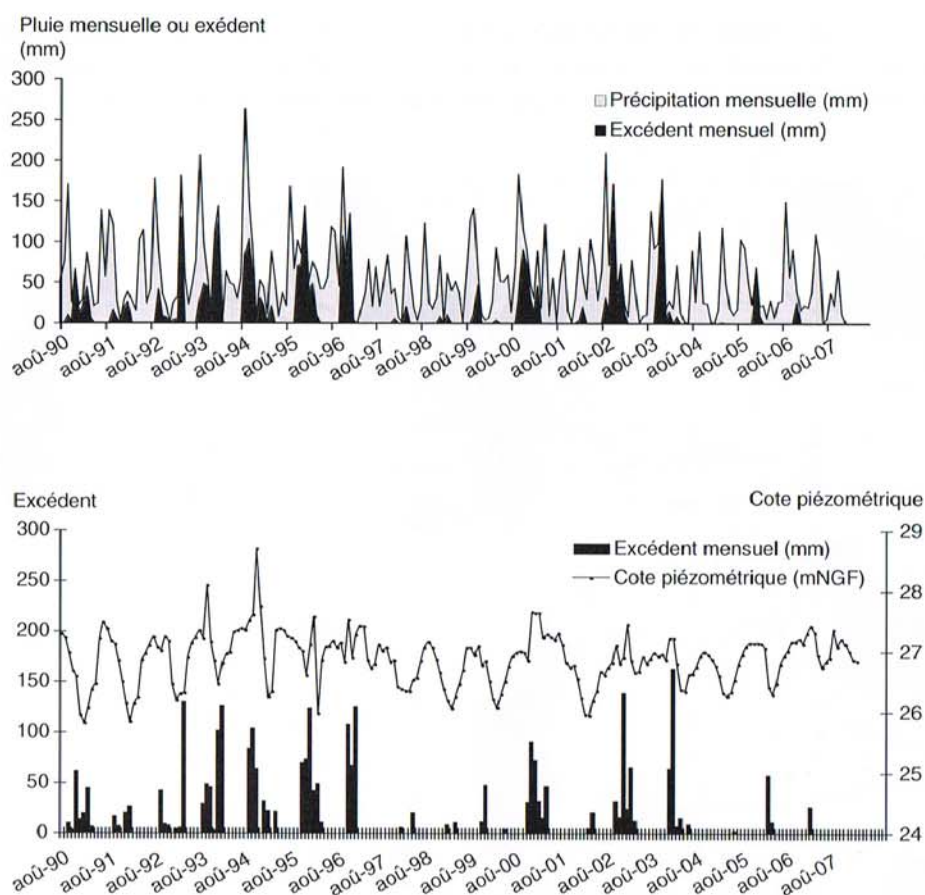 Pluie mensuelle ou exédent
(mm)
300
Précipitation mensuelle (mm)
Excédent mensuel (mm)
250
200
150
100
50
0
aoû-90
aoû-91
aoû-92
aoû-93
aoû-94
aoû-95
aoû-96
aoû-97
aoû-98
aoû-99
aoû-00
aoû-01
aoû-02
aoû-03
aoû-04
aoû-05
aoû-06
aoû-07
Excédent
Cote piézométrique
300
29
Excédent mensuel (mm)
Cote piézométrique (mNGF)
250
28
200
27
150
26
100
25
50
0
24
aoû-90
aoû-91
aoû-92
aoû-93
aoû-94
aoû-95
aoû-96
aoû-97
aoû-98
aoû-99
aoû-00
aoû-01
aoû-02
aoû-03
aoû-04
aoû-05
aoû-06
aoû-07